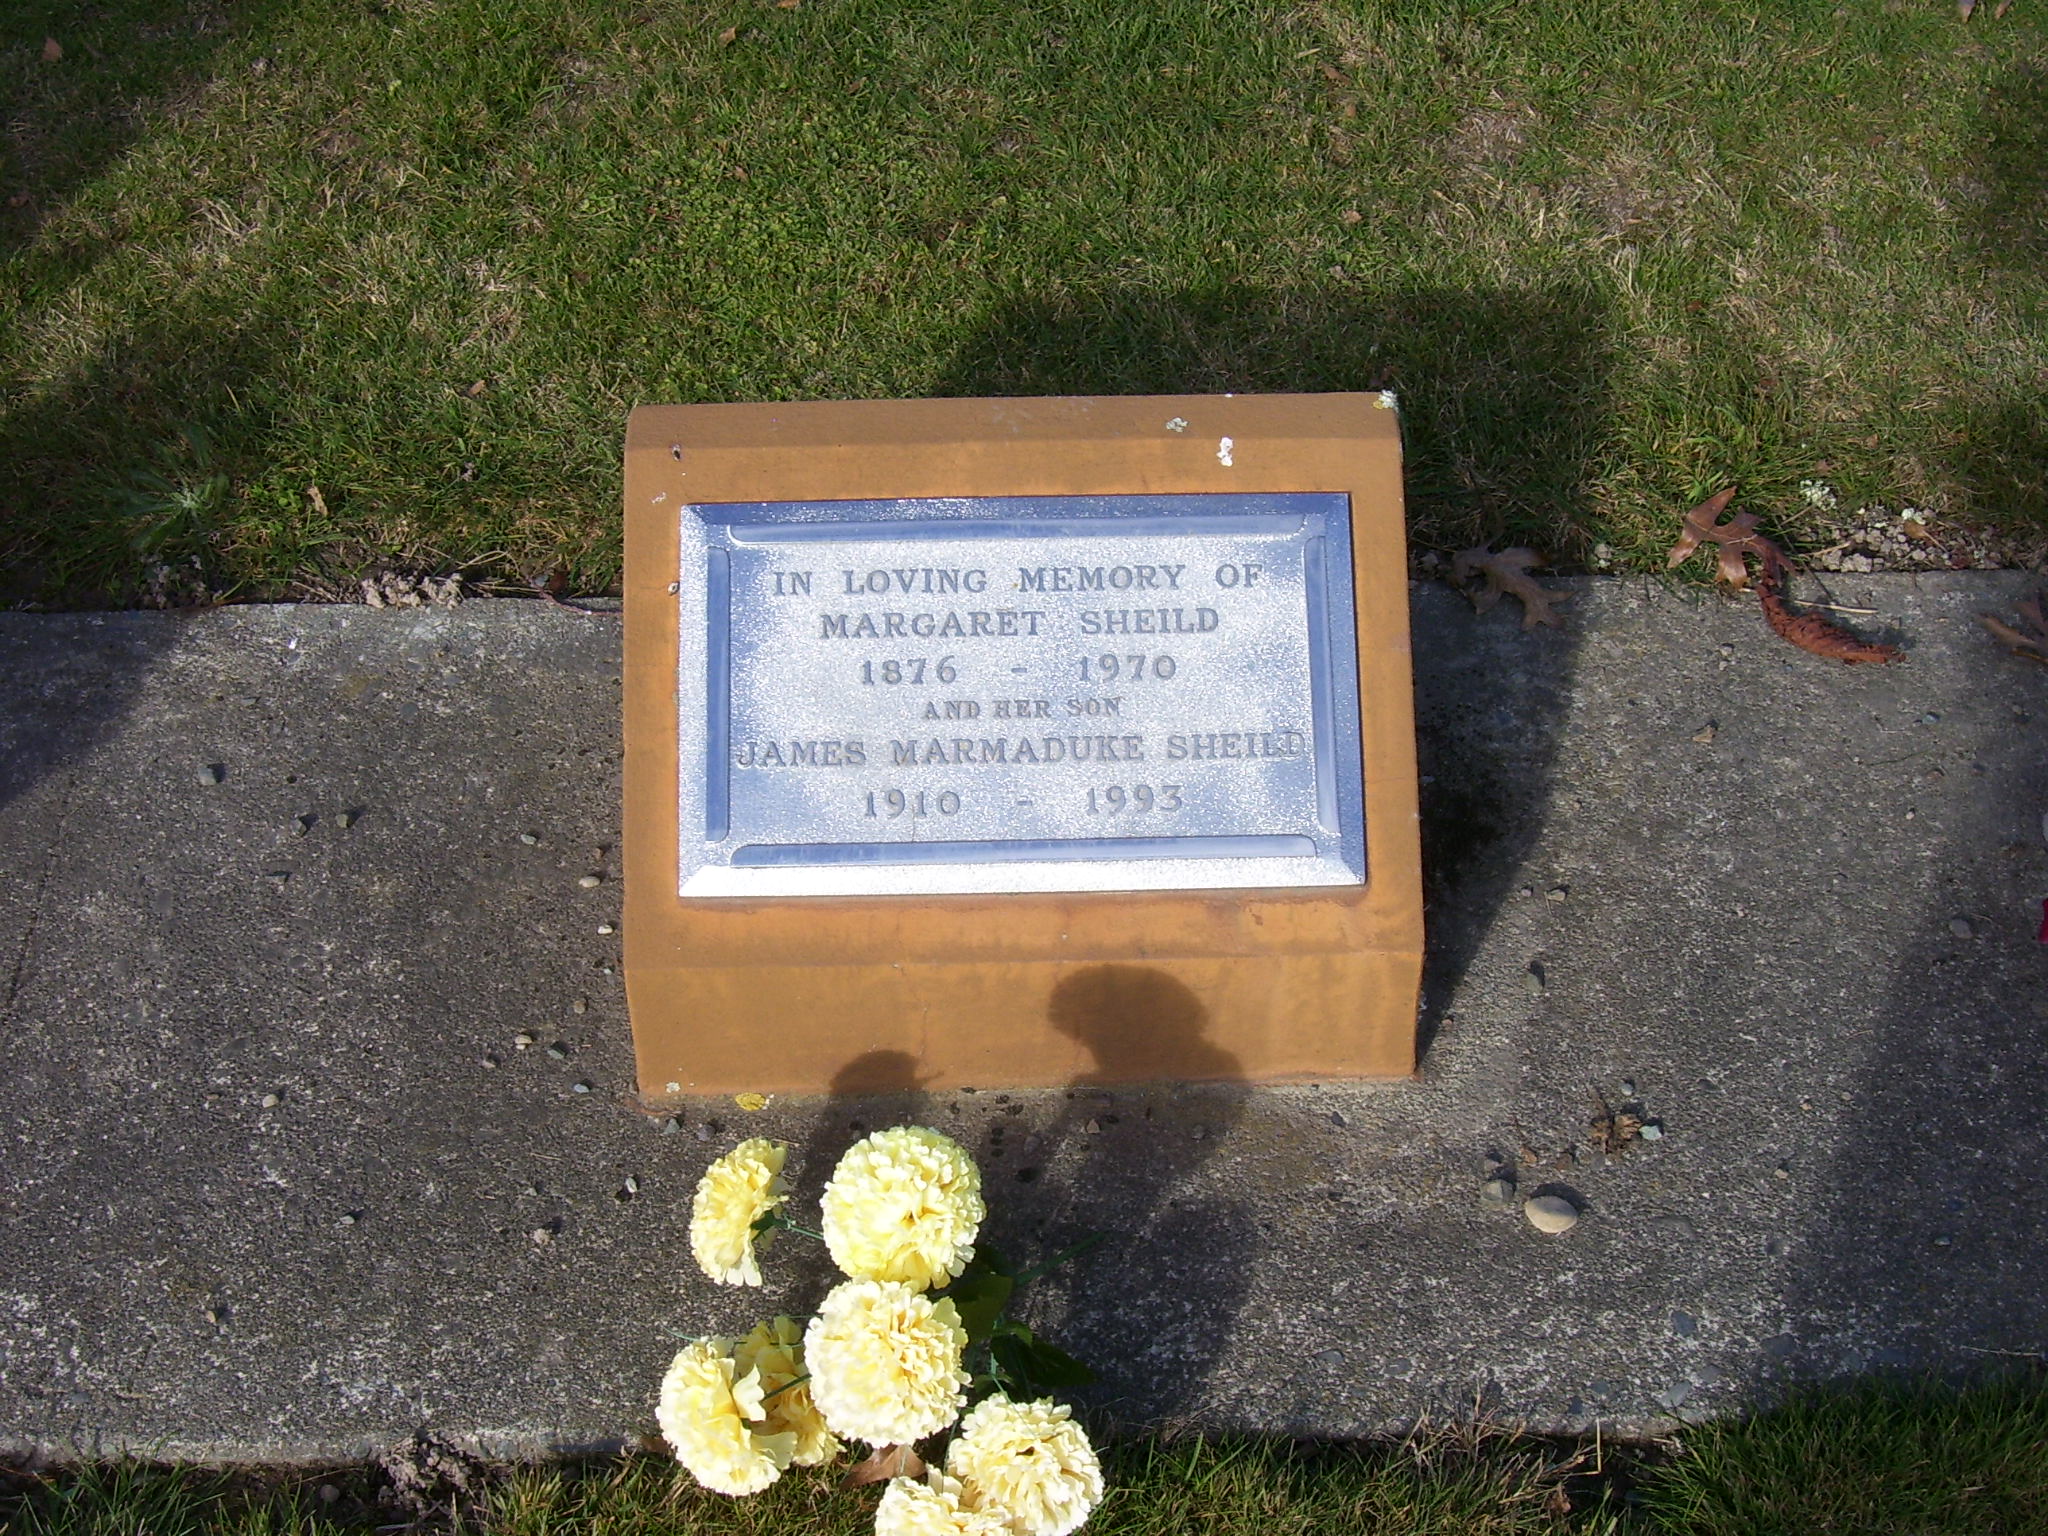 IN LOVING MEMORY OF
MARGARET SHEILD
1876 - 1970
AND HER SON
JAMES MARMADUKE SHEILD
1910 - 1993